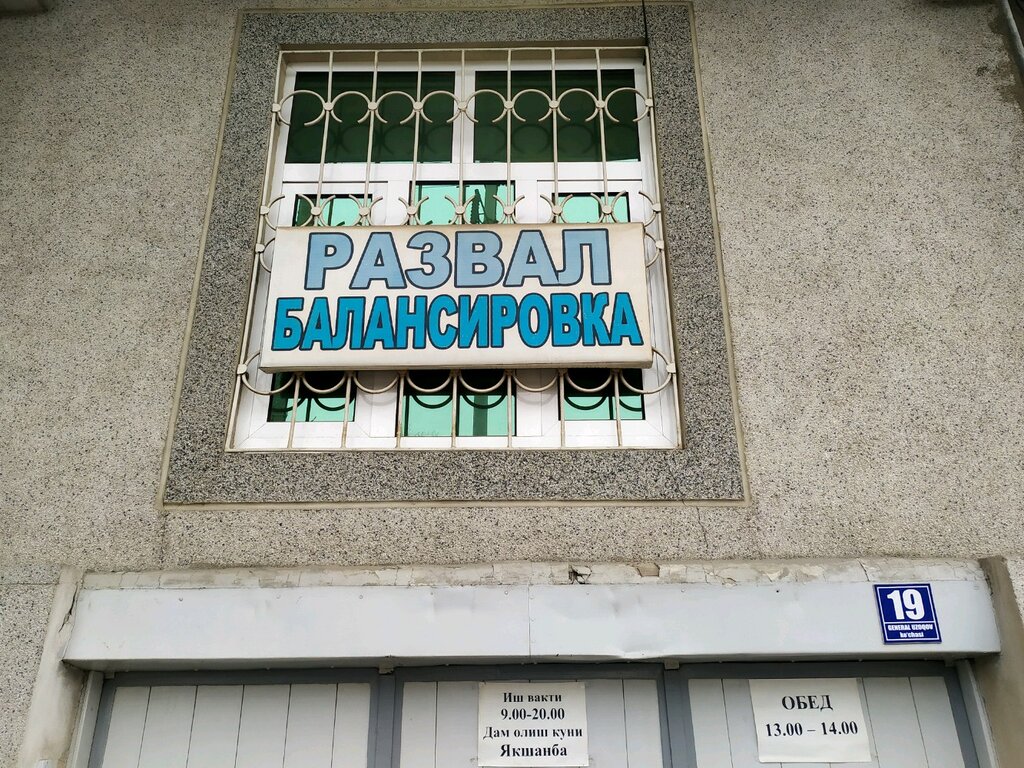 РАЗВАЛ
БАЛАНСИРОВКА
19
GENERAL UZOQOV
ko'chasi
Иш вакти
9.00-20.00
Дам олиш куни
Якшанба
ОБЕД
13.00 – 14.00